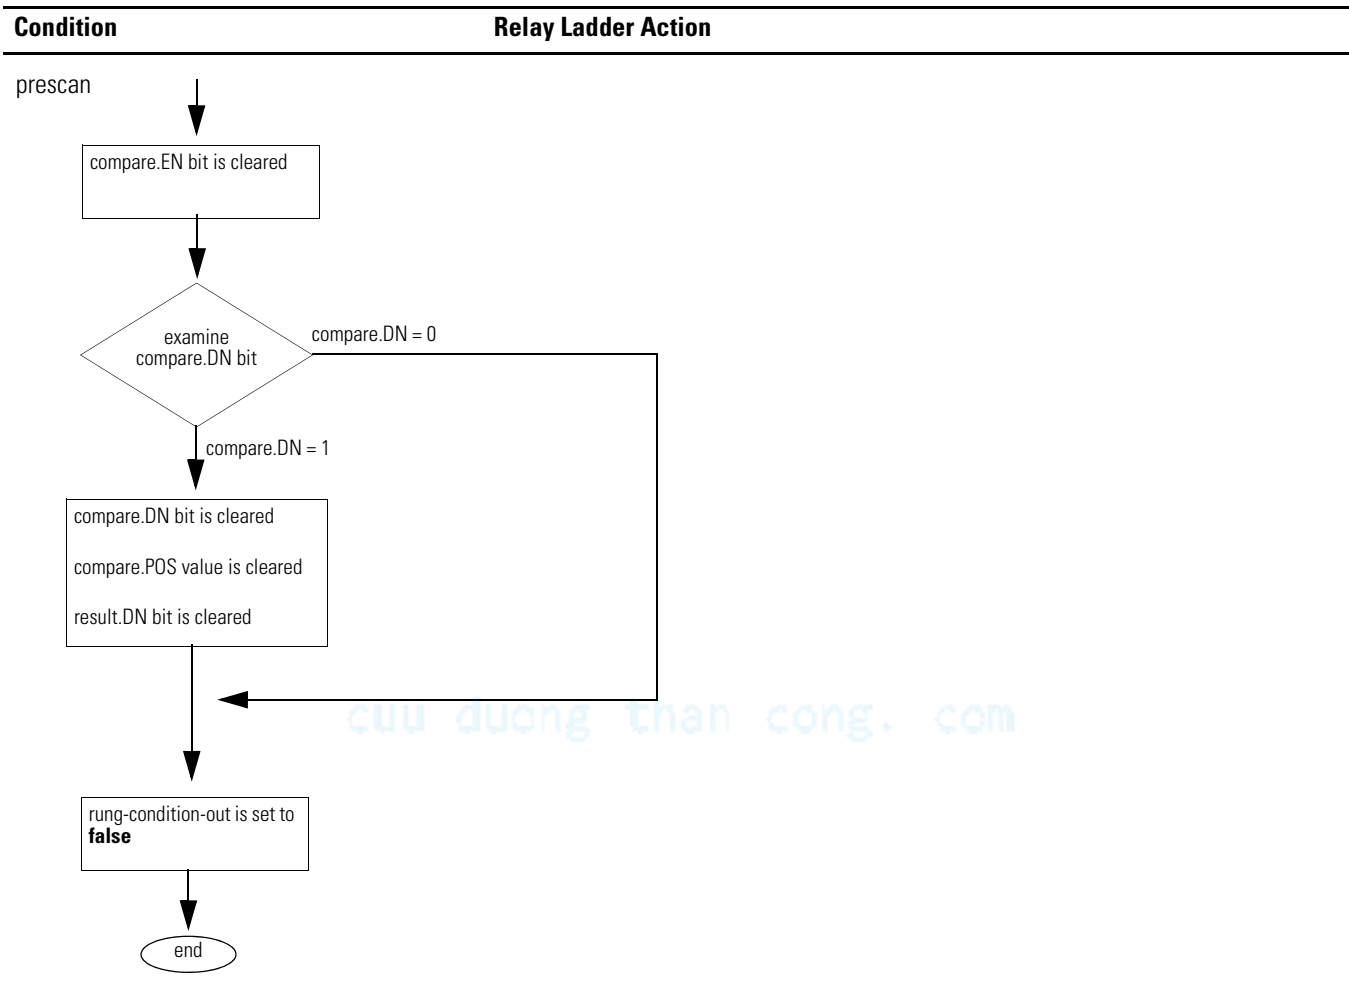 Condition
Relay Ladder Action
prescan
compare.EN bit is cleared
examine
compare.DN bit
compare.DN = 0
compare.DN = 1
compare.DN bit is cleared
compare.POS value is cleared
result.DN bit is cleared
cuu duong than cong. com
rung-condition-out is set to
false
end